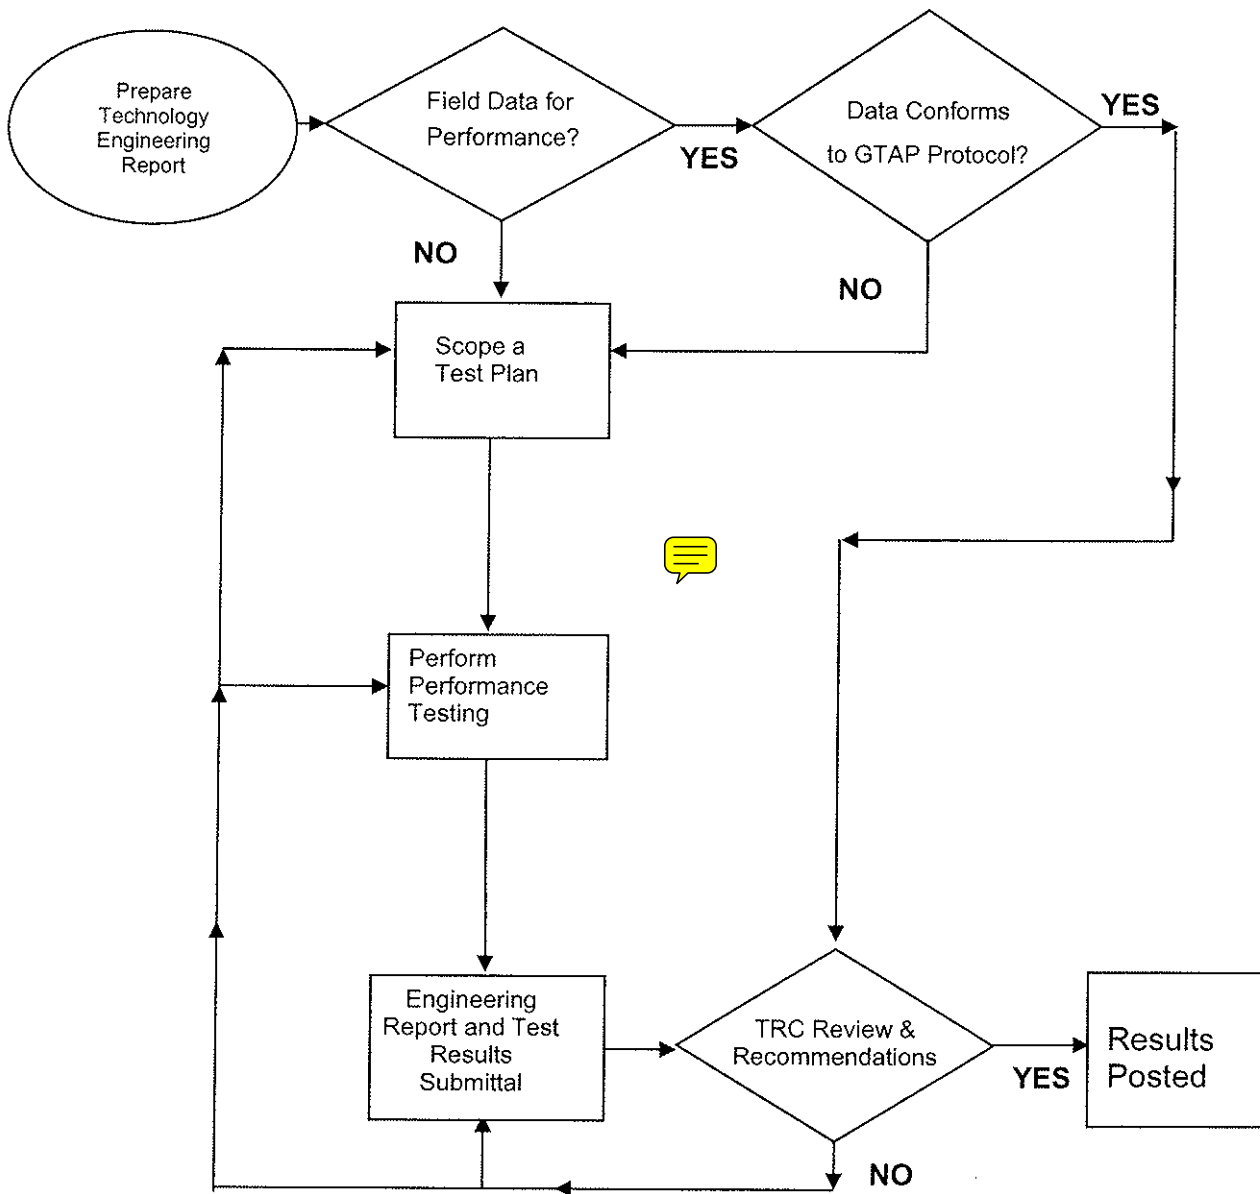 Prepare
Technology
Engineering
Report
Field Data for
Performance?
YES
Data Conforms
to GTAP Protocol?
YES
NO
NO
Scope a
Test Plan
Perform
Performance
Testing
Engineering
Report and Test
Results
Submittal
TRC Review &
Recommendations
YES
Results
Posted
NO